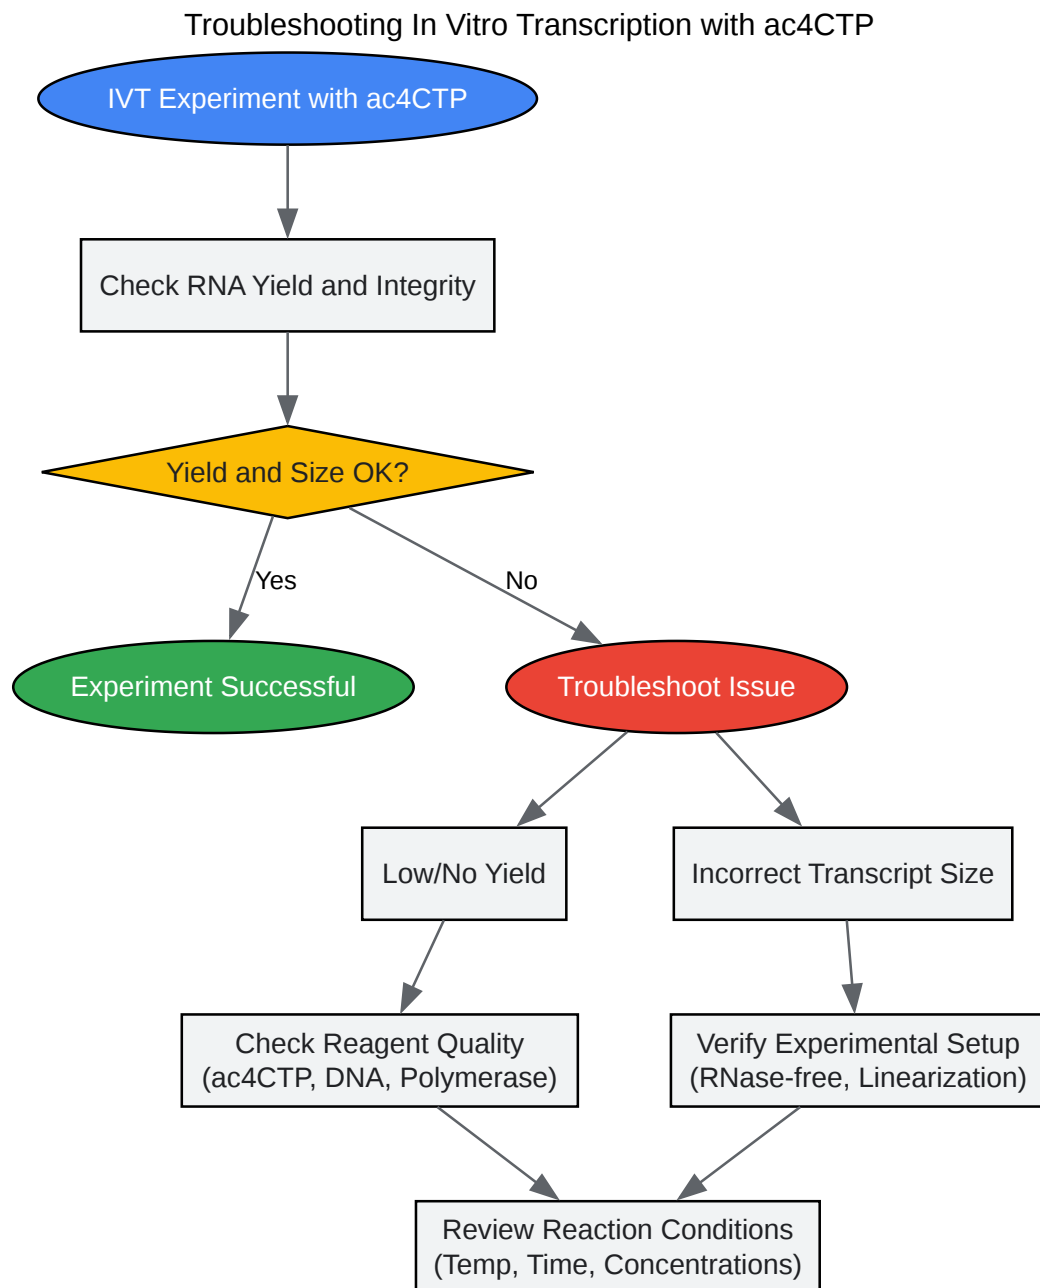 Troubleshooting In Vitro Transcription with ac4CTP
IVT Experiment with ac4CTP
Check RNA Yield and Integrity
Yield and Size OK?
Yes
No
Experiment Successful
Troubleshoot Issue
Low/No Yield
Incorrect Transcript Size
Check Reagent Quality
(ac4CTP, DNA, Polymerase)
Verify Experimental Setup
(RNase-free, Linearization)
Review Reaction Conditions
(Temp, Time, Concentrations)